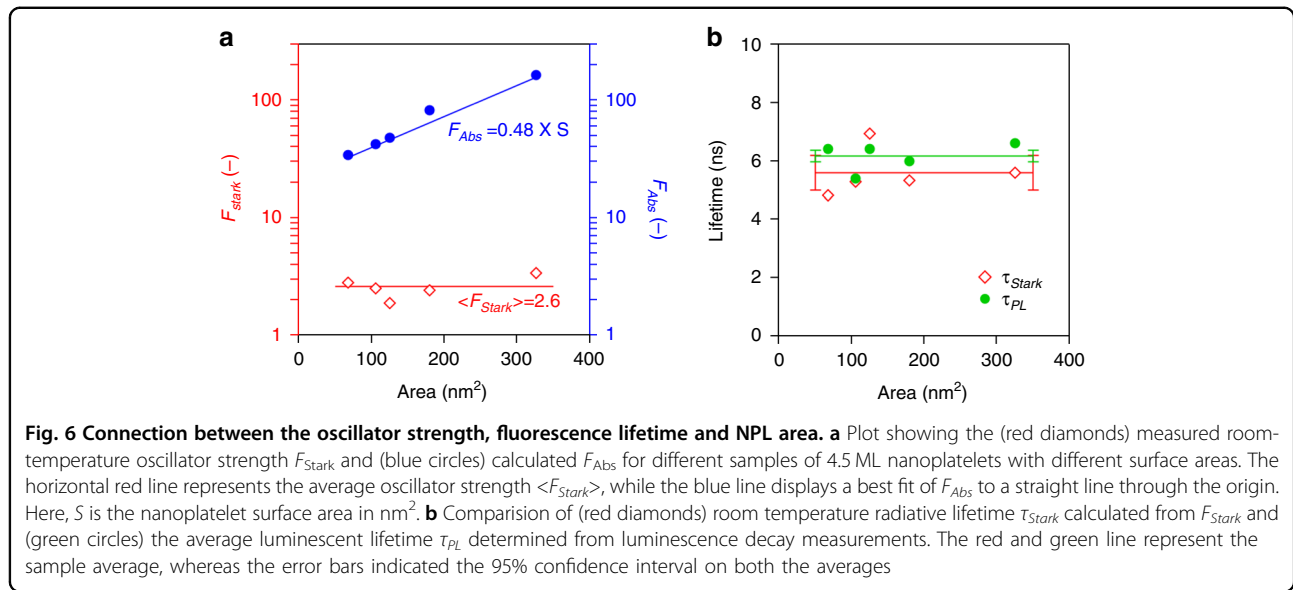 a
100
10
1
F_stark (–)
F_Abs =0.48 X S
<F_Stark>=2.6
100
10
1
F_Abs (–)
0 100 200 300 400
Area (nm²)
b
10
8
6
4
2
0
Lifetime (ns)
τ_Stark
τ_PL
0 100 200 300 400
Area (nm²)
Fig. 6 Connection between the oscillator strength, fluorescence lifetime and NPL area. a Plot showing the (red diamonds) measured room-
temperature oscillator strength F_Stark and (blue circles) calculated F_Abs for different samples of 4.5 ML nanoplatelets with different surface areas. The
horizontal red line represents the average oscillator strength <F_Stark>, while the blue line displays a best fit of F_Abs to a straight line through the origin.
Here, S is the nanoplatelet surface area in nm². b Comparision of (red diamonds) room temperature radiative lifetime τ_Stark calculated from F_Stark and
(green circles) the average luminescent lifetime τ_PL determined from luminescence decay measurements. The red and green line represent the
sample average, whereas the error bars indicated the 95% confidence interval on both the averages